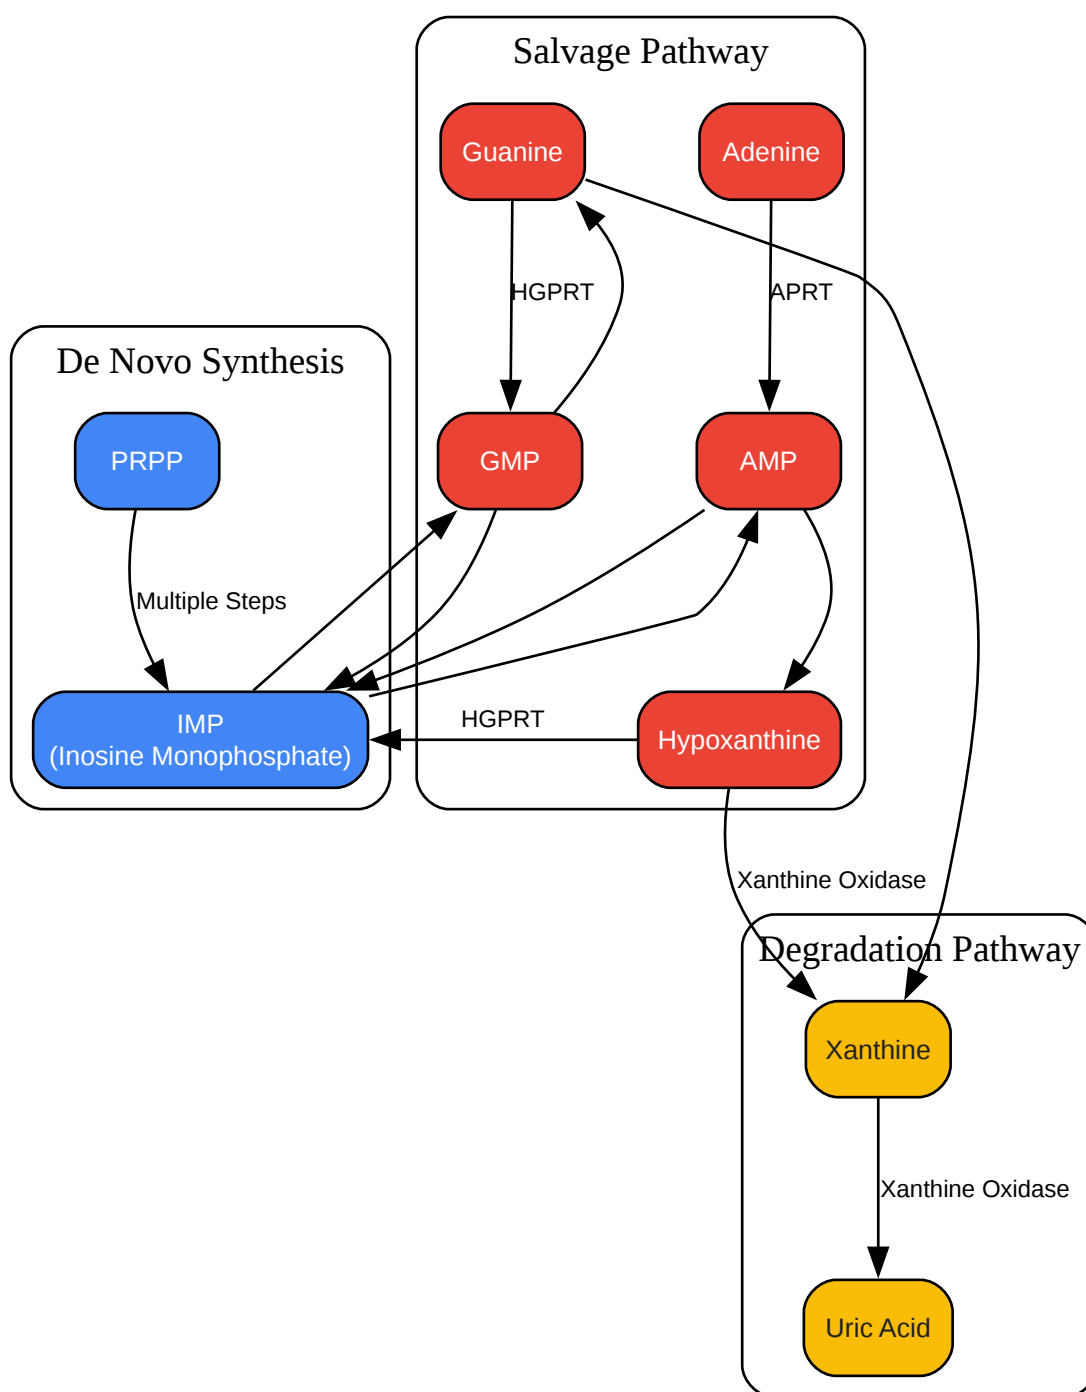 Salvage Pathway
Guanine
Adenine
HGPRT
APRT
De Novo Synthesis
PRPP
GMP
AMP
Multiple Steps
IMP
(Inosine Monophosphate)
HGPRT
Hypoxanthine
Xanthine Oxidase
Degradation Pathway
Xanthine
Xanthine Oxidase
Uric Acid